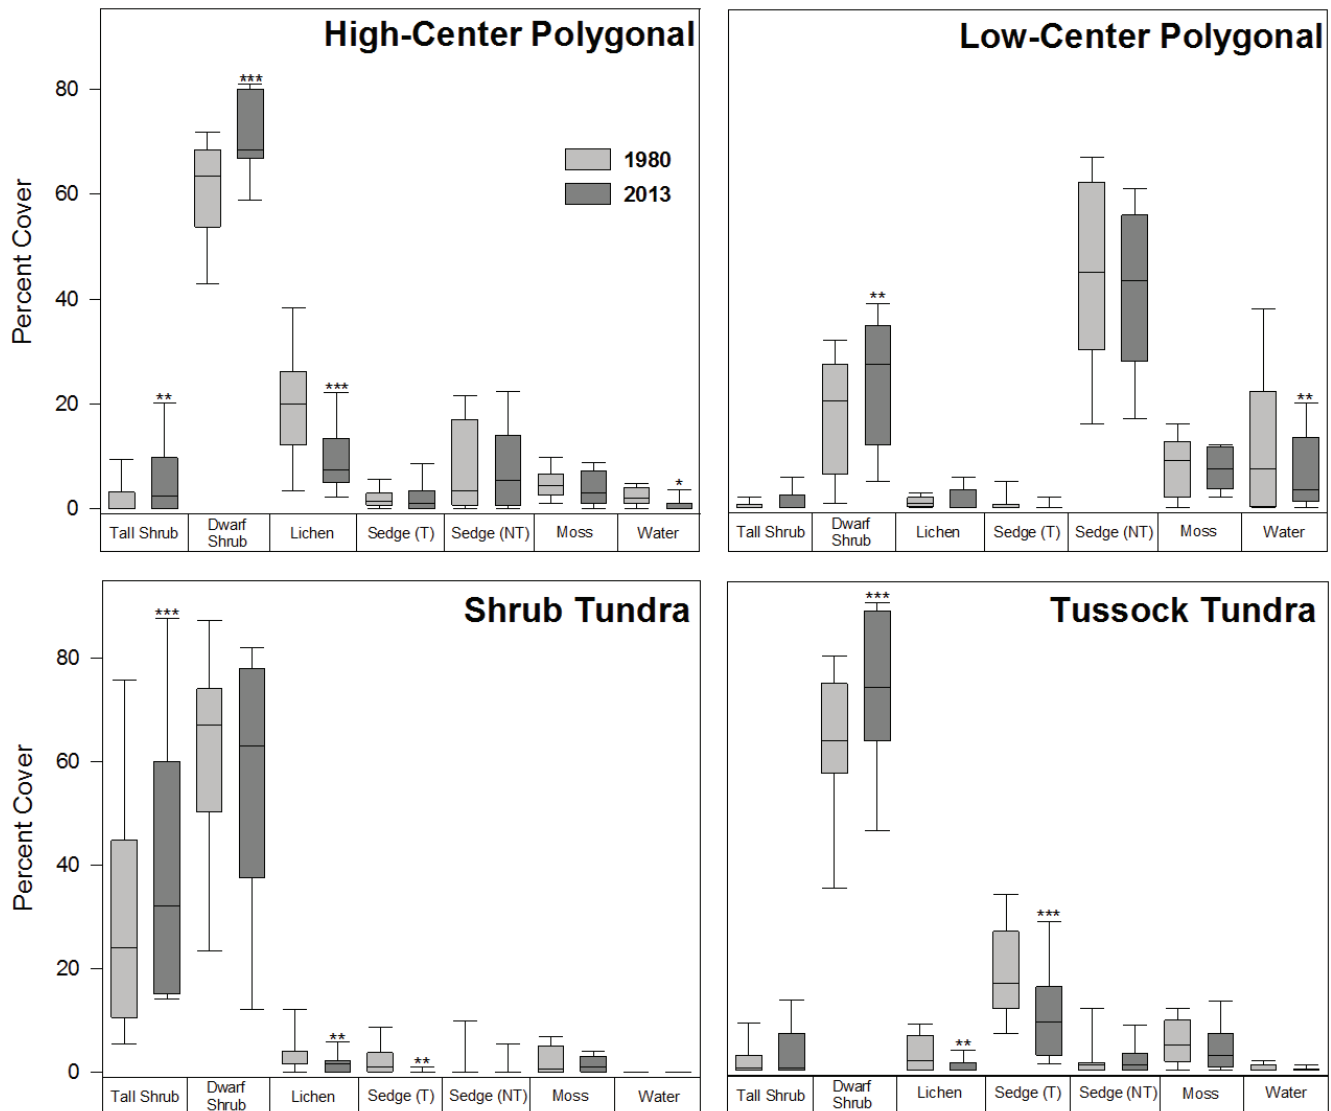 High-Center Polygonal
Low-Center Polygonal
Percent Cover
80
60
40
20
0
***
1980
2013
**
***
*
**
**
Tall Shrub
Dwarf
Shrub
Lichen
Sedge (T)
Sedge (NT)
Moss
Water
Tall Shrub
Dwarf
Shrub
Lichen
Sedge (T)
Sedge (NT)
Moss
Water
Shrub Tundra
Tussock Tundra
Percent Cover
80
60
40
20
0
***
**
**
***
**
***
Tall Shrub
Dwarf
Shrub
Lichen
Sedge (T)
Sedge (NT)
Moss
Water
Tall Shrub
Dwarf
Shrub
Lichen
Sedge (T)
Sedge (NT)
Moss
Water